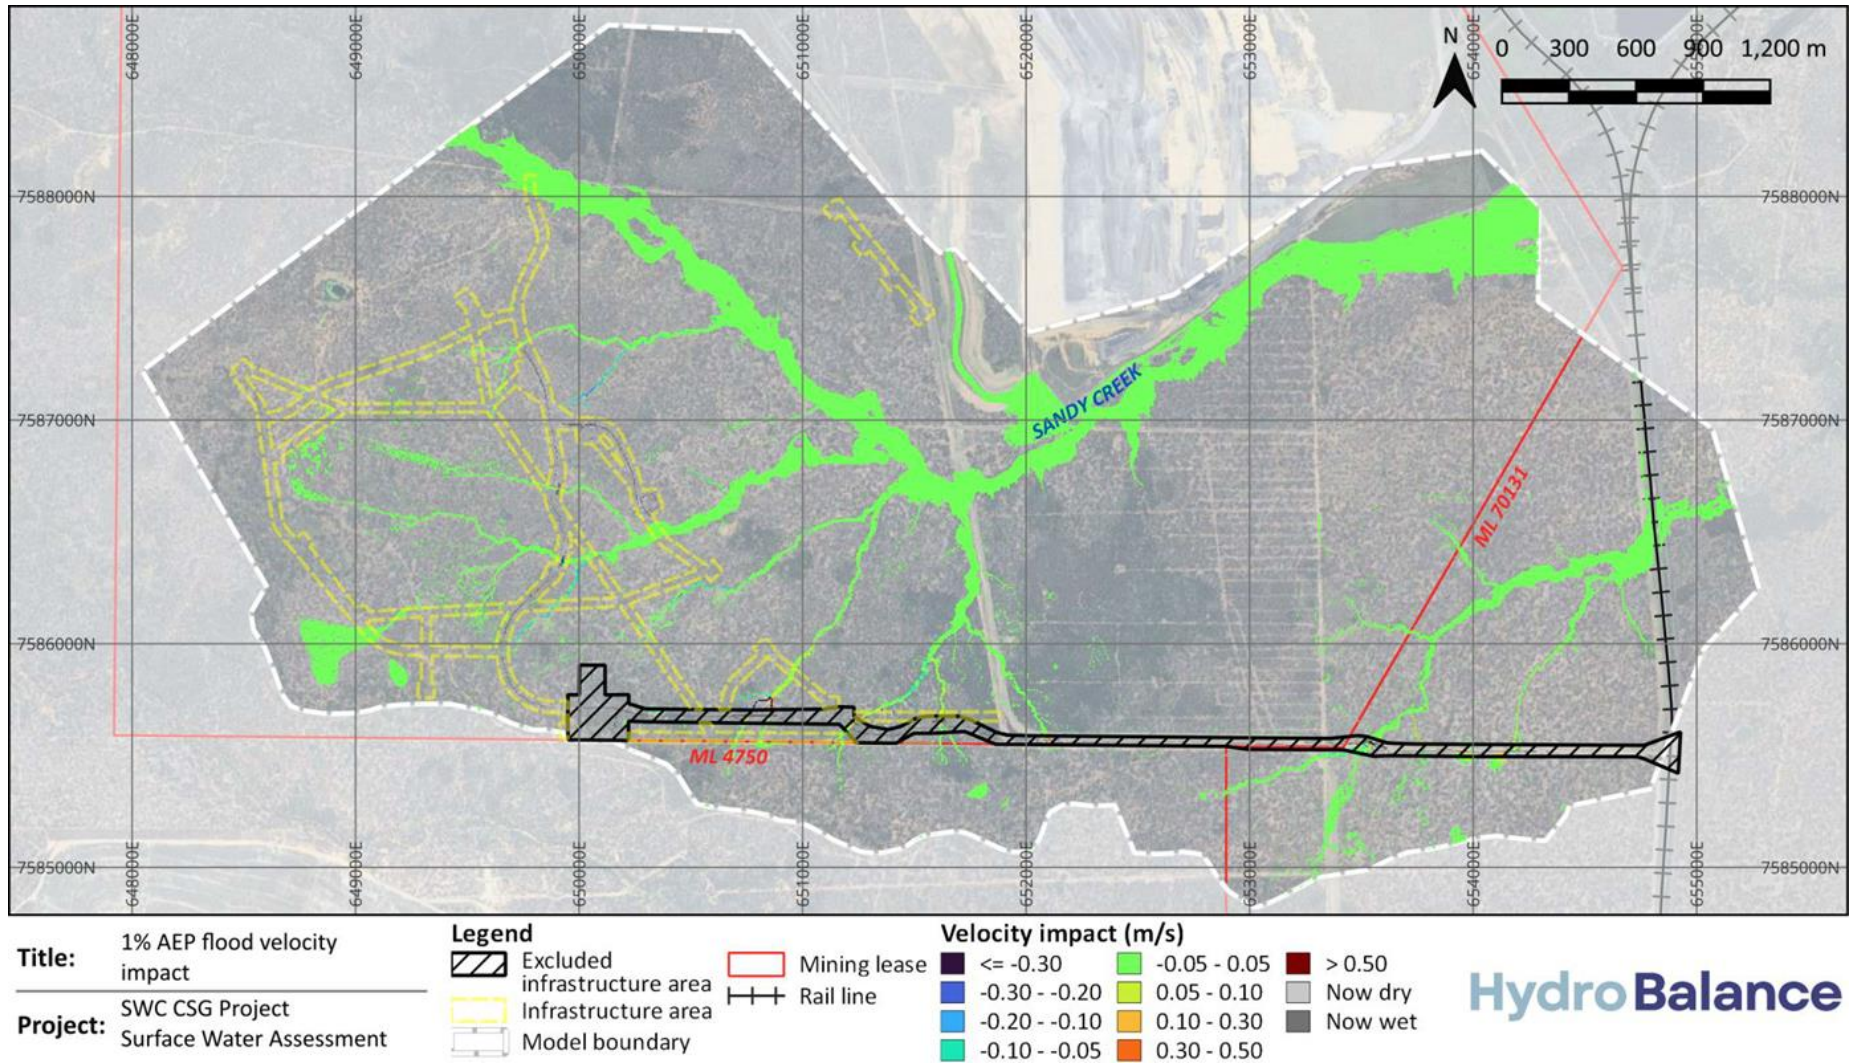 648000E 649000E 650000E 651000E 652000E 653000E 654000E 655000E
N
0 300 600 900 1,200 m
7588000N 7588000N
SANDY CREEK
7587000N 7587000N
ML 70131
7586000N 7586000N
ML 4750
7585000N 7585000N
648000E 649000E 650000E 651000E 652000E 653000E 654000E 655000E
Title: 1% AEP flood velocity
impact
Project: SWC CSG Project
Surface Water Assessment
Legend
Excluded
infrastructure area
Infrastructure area
Model boundary
Mining lease
Rail line
Velocity impact (m/s)
<= -0.30
-0.30 - -0.20
-0.20 - -0.10
-0.10 - -0.05
-0.05 - 0.05
0.05 - 0.10
0.10 - 0.30
0.30 - 0.50
> 0.50
Now dry
Now wet
HydroBalance